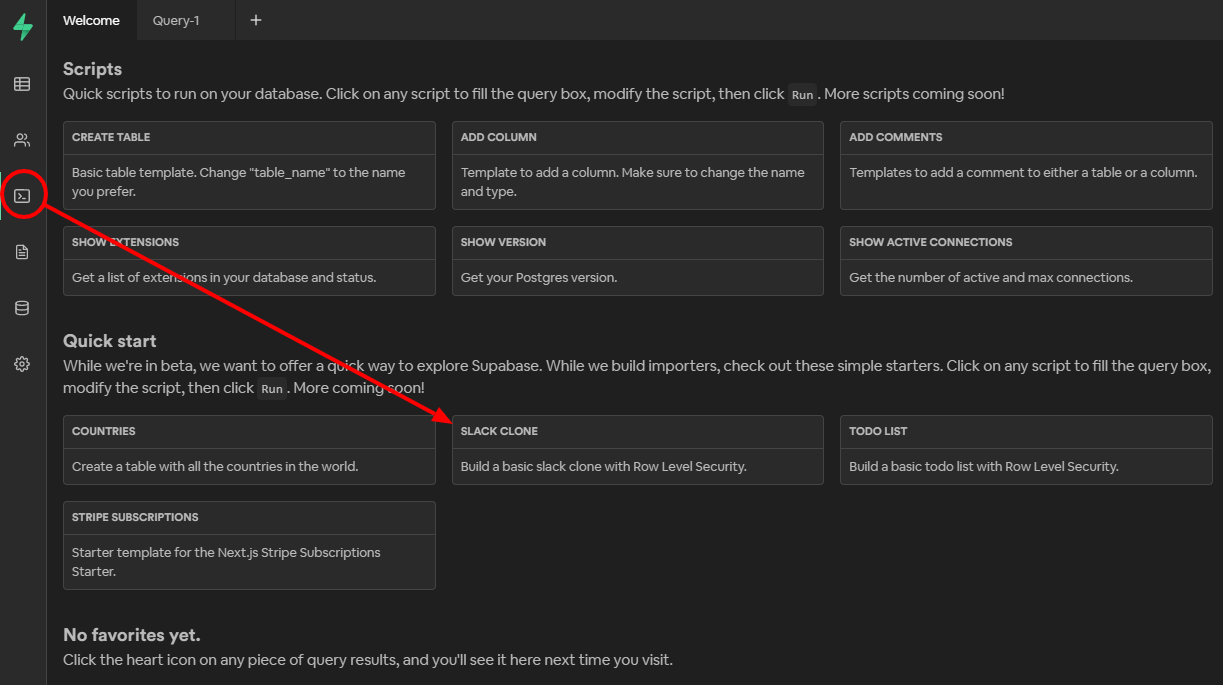 Welcome
Query-1
+
Scripts
Quick scripts to run on your database. Click on any script to fill the query box, modify the script, then click Run. More scripts coming soon!
CREATE TABLE
Basic table template. Change "table_name" to the name
you prefer.
ADD COLUMN
Template to add a column. Make sure to change the name
and type.
ADD COMMENTS
Templates to add a comment to either a table or a column.
SHOW EXTENSIONS
Get a list of extensions in your database and status.
SHOW VERSION
Get your Postgres version.
SHOW ACTIVE CONNECTIONS
Get the number of active and max connections.
Quick start
While we're in beta, we want to offer a quick way to explore Supabase. While we build importers, check out these simple starters. Click on any script to fill the query box,
modify the script, then click Run. More coming soon!
COUNTRIES
Create a table with all the countries in the world.
SLACK CLONE
Build a basic slack clone with Row Level Security.
TODO LIST
Build a basic todo list with Row Level Security.
STRIPE SUBSCRIPTIONS
Starter template for the Next.js Stripe Subscriptions
Starter.
No favorites yet.
Click the heart icon on any piece of query results, and you'll see it here next time you visit.